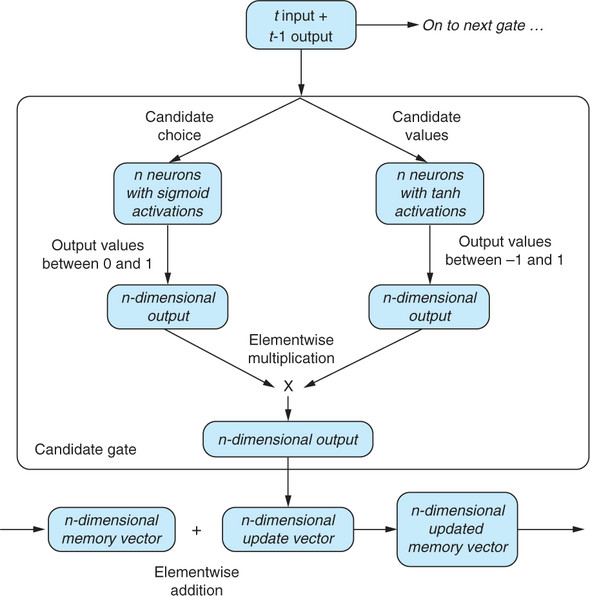 t input +
t-1 output
On to next gate …
Candidate
choice
Candidate
values
n neurons
with sigmoid
activations
n neurons
with tanh
activations
Output values
between 0 and 1
Output values
between –1 and 1
n-dimensional
output
n-dimensional
output
Elementwise
multiplication
X
n-dimensional output
Candidate gate
n-dimensional
memory vector
+
n-dimensional
update vector
n-dimensional
updated
memory vector
Elementwise
addition